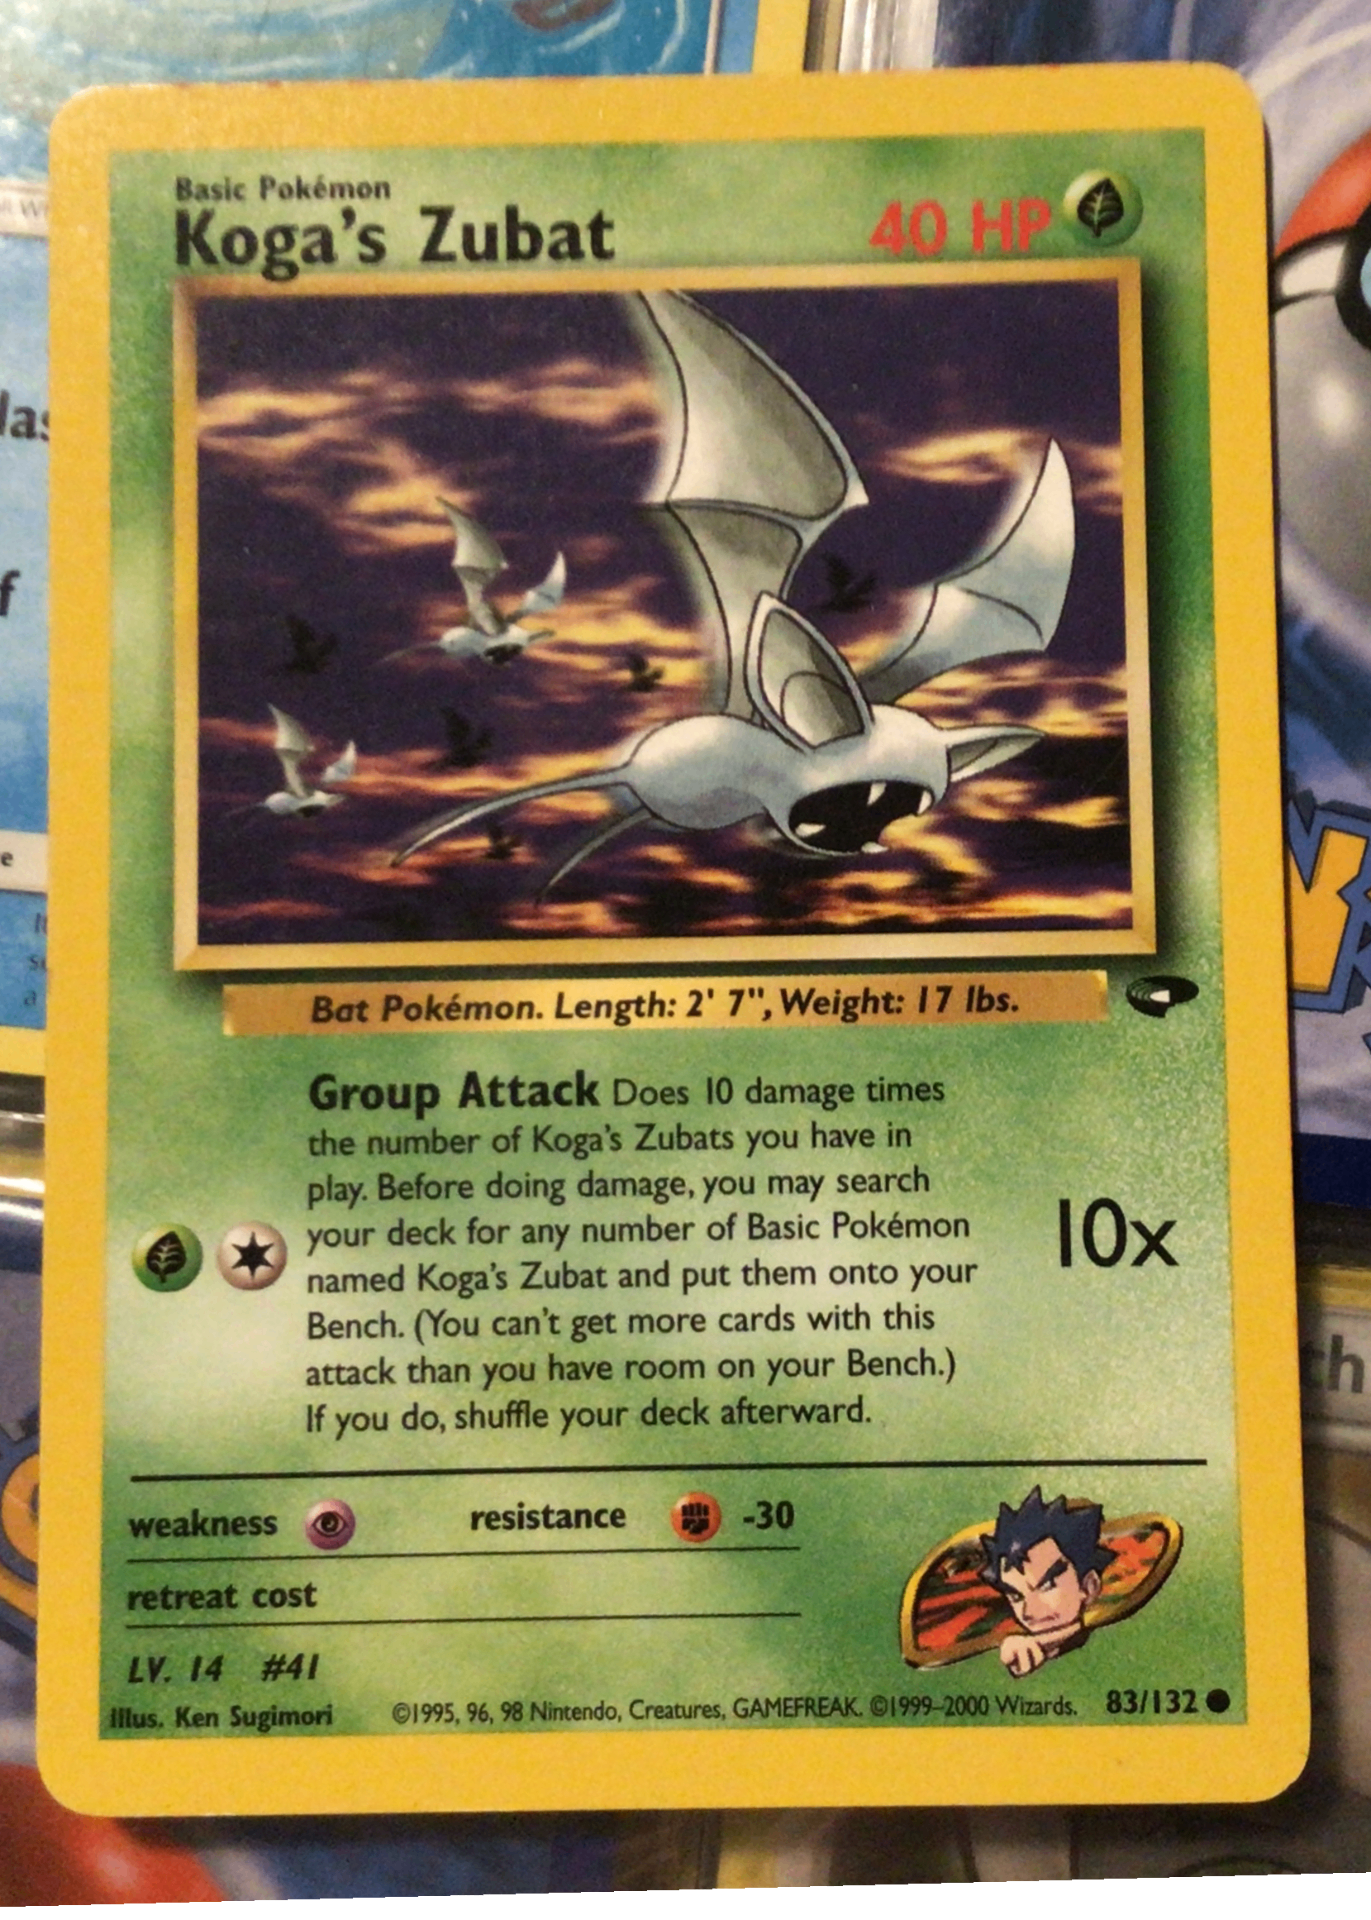 Basic Pokémon
Koga's Zubat
40 HP
Bat Pokémon. Length: 2' 7", Weight: 17 lbs.
Group Attack Does 10 damage times
the number of Koga's Zubats you have in
play. Before doing damage, you may search
your deck for any number of Basic Pokémon
named Koga's Zubat and put them onto your
Bench. (You can't get more cards with this
attack than you have room on your Bench.)
If you do, shuffle your deck afterward.
10x
weakness
resistance -30
retreat cost
LV. 14 #41
Illus. Ken Sugimori
©1995, 96, 98 Nintendo, Creatures, GAMEFREAK. ©1999-2000 Wizards.
83/132